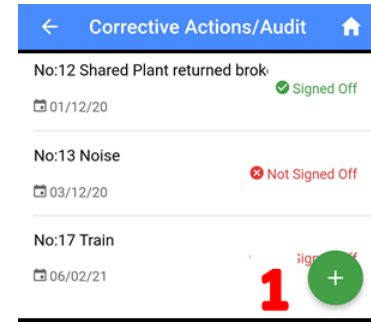 Corrective Actions/Audit
No:12 Shared Plant returned brok
Signed Off
01/12/20
No:13 Noise
Not Signed Off
03/12/20
No:17 Train
06/02/21
1
+